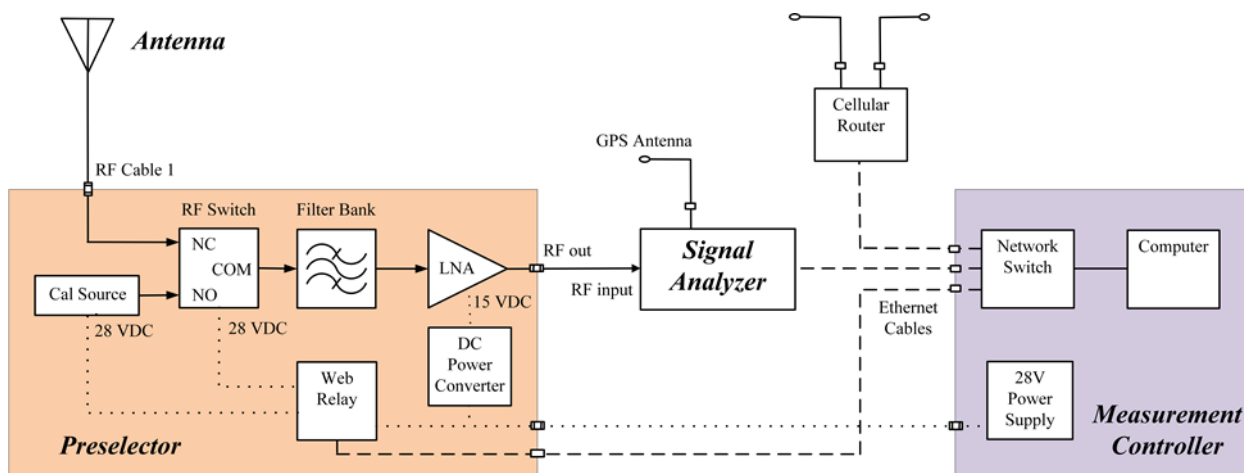 Antenna
Cellular
Router
GPS Antenna
RF Cable 1
RF Switch
Filter Bank
NC
COM
NO
LNA
RF out
RF input
Signal
Analyzer
Network
Switch
Computer
Cal Source
28 VDC
28 VDC
15 VDC
Ethernet
Cables
DC
Power
Converter
Web
Relay
28V
Power
Supply
Preselector
Measurement
Controller